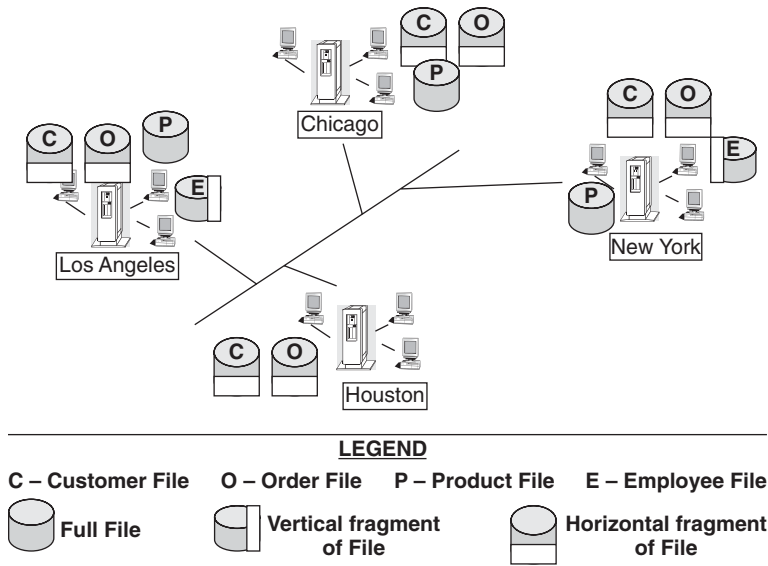 C O
P
Chicago
C O
P
E
New York
C O P
E
Los Angeles
C O
Houston
LEGEND
C – Customer File O – Order File P – Product File E – Employee File
Full File
Vertical fragment
of File
Horizontal fragment
of File